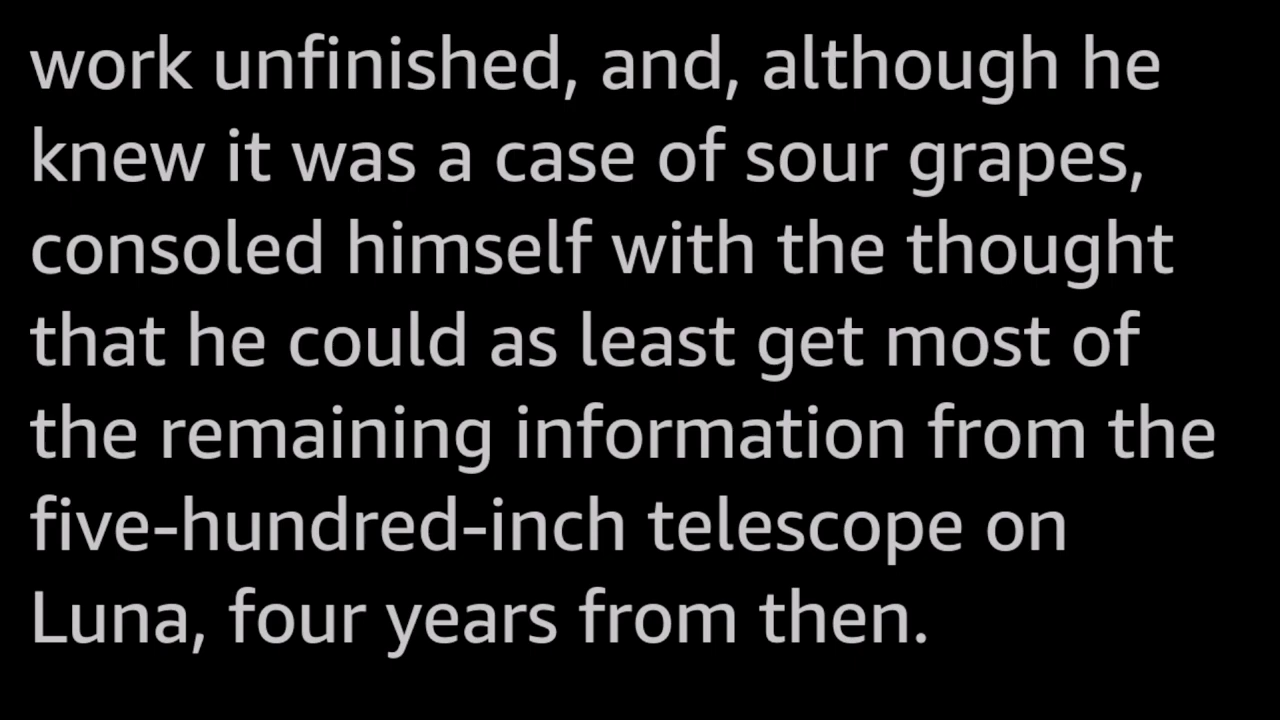 work unfinished, and, although he
knew it was a case of sour grapes,
consoled himself with the thought
that he could as least get most of
the remaining information from the
five-hundred-inch telescope on
Luna, four years from then.